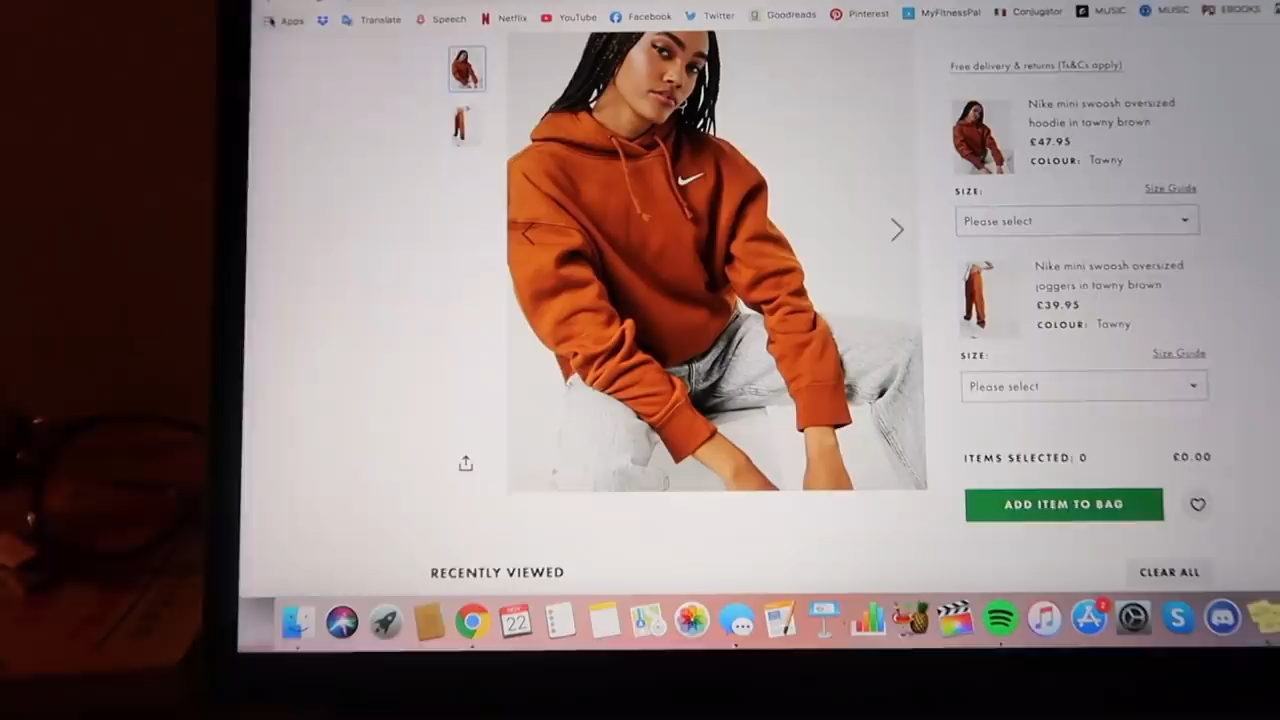 Apps
Translate
Speech
Netflix
YouTube
Facebook
Twitter
Goodreads
Pinterest
MyFitnessPal
Conjugator
MUSIC
MUSIC
EBOOKS
Free delivery & returns (Ts&Cs apply)
Nike mini swoosh oversized
hoodie in tawny brown
£47.95
COLOUR: Tawny
SIZE:
Size Guide
Please select
Nike mini swoosh oversized
joggers in tawny brown
£39.95
COLOUR: Tawny
SIZE:
Size Guide
Please select
ITEMS SELECTED: 0
£0.00
ADD ITEM TO BAG
RECENTLY VIEWED
CLEAR ALL
NOV
22
2